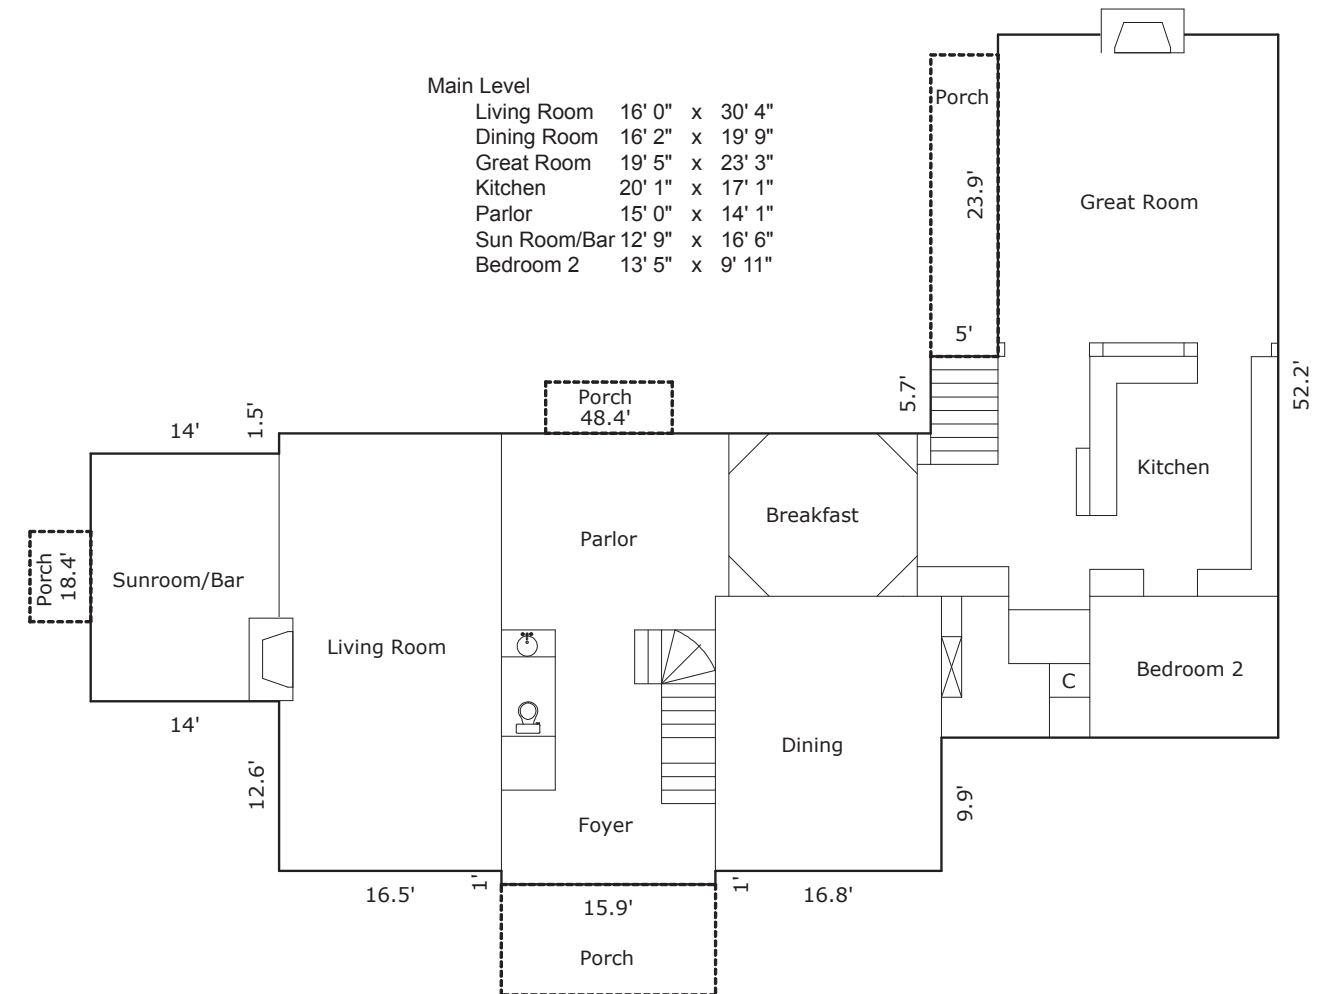 Main Level
Living Room 16' 0" x 30' 4"
Dining Room 16' 2" x 19' 9"
Great Room 19' 5" x 23' 3"
Kitchen 20' 1" x 17' 1"
Parlor 15' 0" x 14' 1"
Sun Room/Bar 12' 9" x 16' 6"
Bedroom 2 13' 5" x 9' 11"
Porch
23.9'
Great Room
5'
5.7'
52.2'
Porch
48.4'
14'
1.5'
Kitchen
Breakfast
Parlor
Porch
18.4'
Sunroom/Bar
Living Room
Bedroom 2
C
14'
Dining
12.6'
9.9'
Foyer
16.5'
1'
15.9'
1'
16.8'
Porch